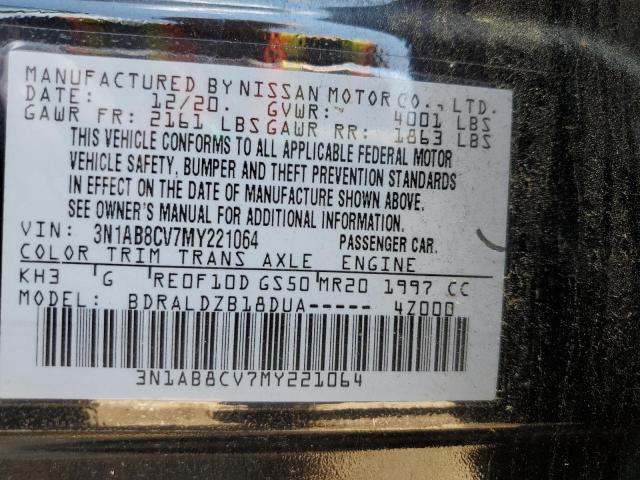 MANUFACTURED BY NISSAN MOTOR CO., LTD.
DATE: 12/20. GVWR: 4001 LBS
GAWR FR: 2161 LBS GAWR RR: 1863 LBS
THIS VEHICLE CONFORMS TO ALL APPLICABLE FEDERAL MOTOR
VEHICLE SAFETY, BUMPER AND THEFT PREVENTION STANDARDS
IN EFFECT ON THE DATE OF MANUFACTURE SHOWN ABOVE.
SEE OWNER'S MANUAL FOR ADDITIONAL INFORMATION.
VIN: 3N1AB8CV7MY221064 PASSENGER CAR.
COLOR TRIM TRANS AXLE ENGINE
KH3 G RE0F10D GS50 MR20 1997 CC
MODEL: BDRALDZB18DUA----- 4Z000
3N1AB8CV7MY221064